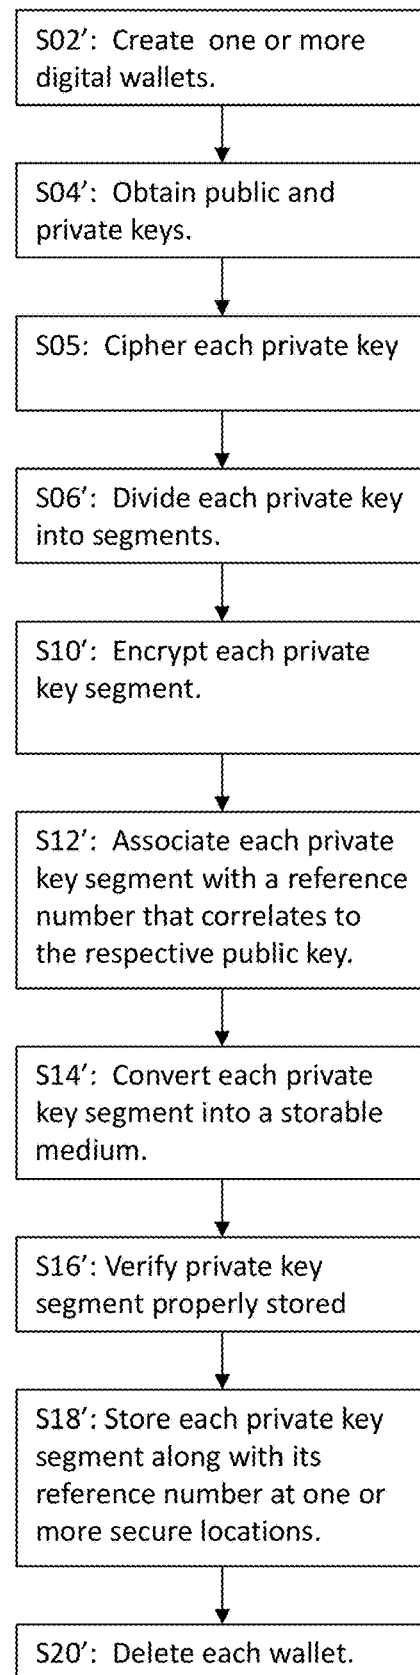 S02′: Create one or more
digital wallets.
S04′: Obtain public and
private keys.
S05: Cipher each private key
S06′: Divide each private key
into segments.
S10′: Encrypt each private
key segment.
S12′: Associate each private
key segment with a reference
number that correlates to
the respective public key.
S14′: Convert each private
key segment into a storable
medium.
S16′: Verify private key
segment properly stored
S18′: Store each private key
segment along with its
reference number at one or
more secure locations.
S20′: Delete each wallet.